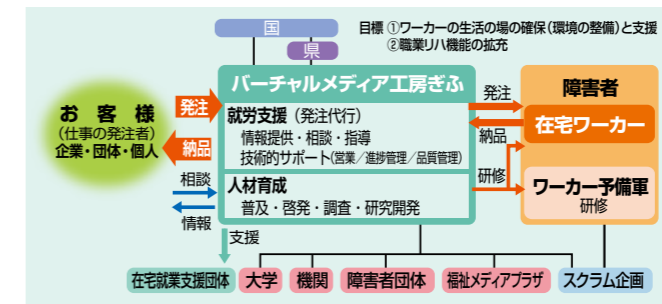 国
県
目標 ①ワーカーの生活の場の確保(環境の整備)と支援
②職業リハ機能の拡充
お客様
(仕事の発注者)
企業・団体・個人
発注
納品
相談
情報
バーチャルメディア工房ぎふ
就労支援(発注代行)
情報提供・相談・指導
技術的サポート(営業/進捗管理/品質管理)
人材育成
普及・啓発・調査・研究開発
発注
納品
研修
障害者
在宅ワーカー
ワーカー予備軍
研修
支援
在宅就業支援団体
大学
機関
障害者団体
福祉メディアプラザ
スクラム企画